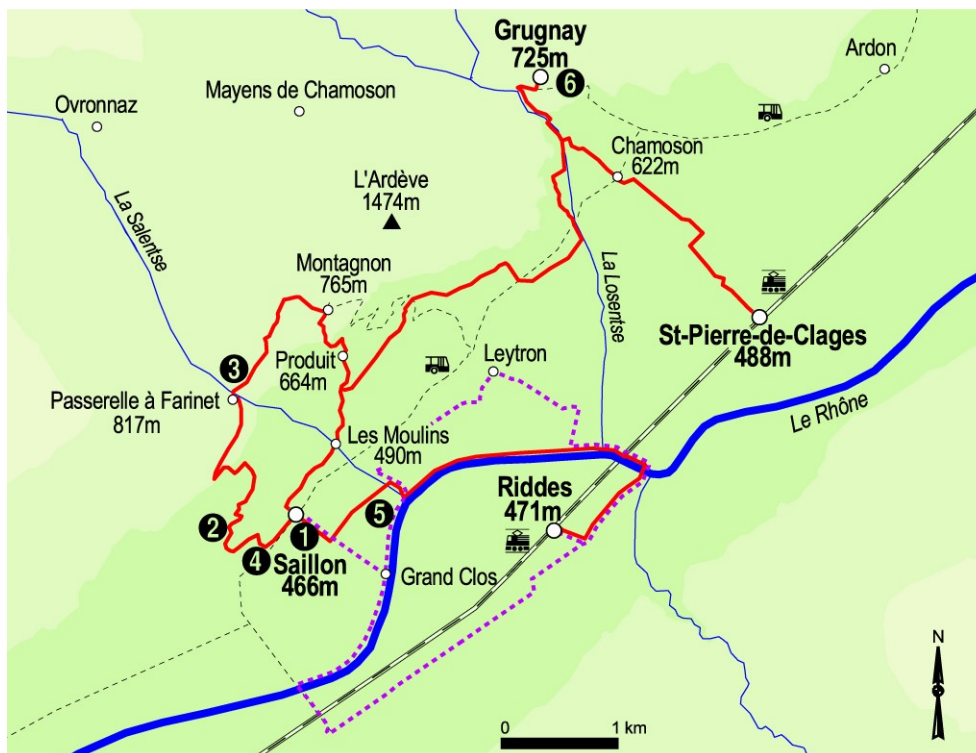 Grugnay
725m
6
Ardon
Ovronnaz
Mayens de Chamoson
Chamoson
622m
L'Ardève
1474m
La Salentse
Montagnon
765m
La Losentse
St-Pierre-de-Clages
488m
Produit
664m
Leytron
3
Passerelle à Farinet
817m
Le Rhône
Les Moulins
490m
Riddes
471m
5
1
2
4
Saillon
466m
Grand Clos
N
0 1 km